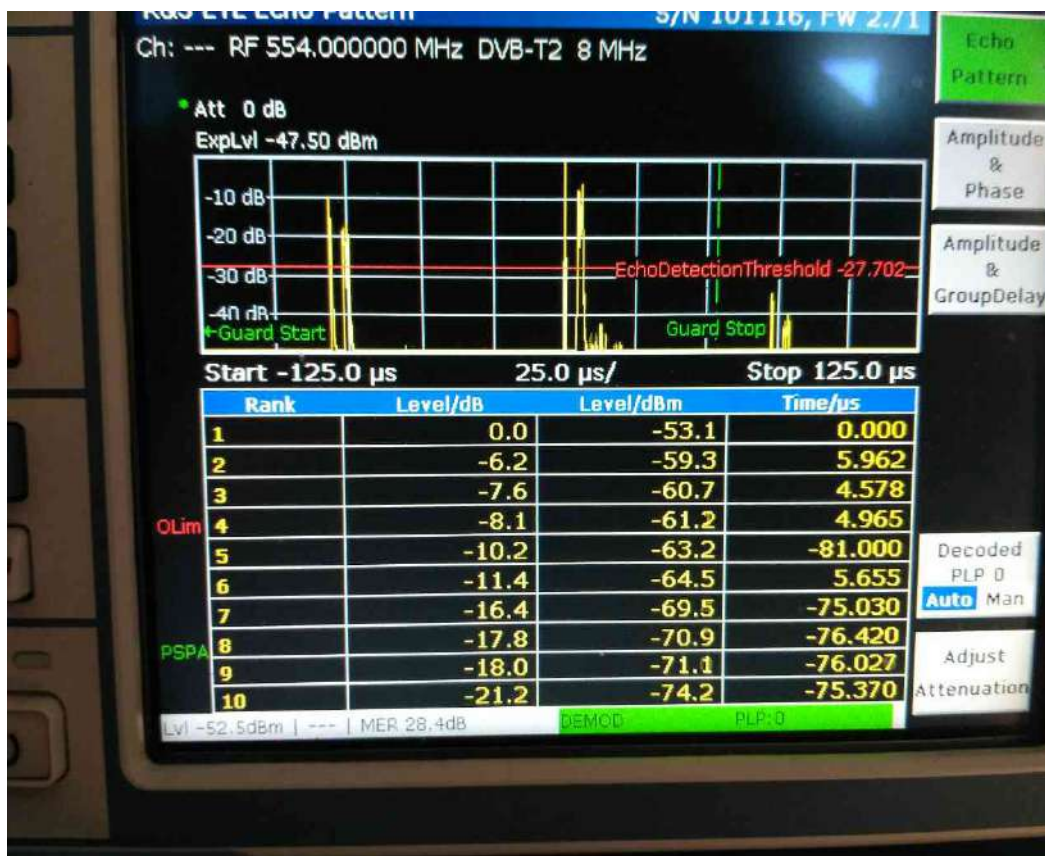 R&S ETL Echo Pattern S/N 101116, FW 2.71
Ch: --- RF 554.000000 MHz DVB-T2 8 MHz
Att 0 dB
ExpLvl -47.50 dBm
-10 dB
-20 dB
EchoDetectionThreshold -27.702
-30 dB
-40 dB
←Guard Start
Guard Stop
Start -125.0 µs 25.0 µs/ Stop 125.0 µs
Rank Level/dB Level/dBm Time/µs
1 0.0 -53.1 0.000
2 -6.2 -59.3 5.962
3 -7.6 -60.7 4.578
4 -8.1 -61.2 4.965
5 -10.2 -63.2 -81.000
6 -11.4 -64.5 5.655
7 -16.4 -69.5 -75.030
8 -17.8 -70.9 -76.420
9 -18.0 -71.1 -76.027
10 -21.2 -74.2 -75.370
OLim
PSPA
Lvl -52.5dBm | --- | MER 28.4dB DEMOD PLP:0
Echo
Pattern
Amplitude
&
Phase
Amplitude
&
GroupDelay
Decoded
PLP 0
Auto Man
Adjust
Attenuation